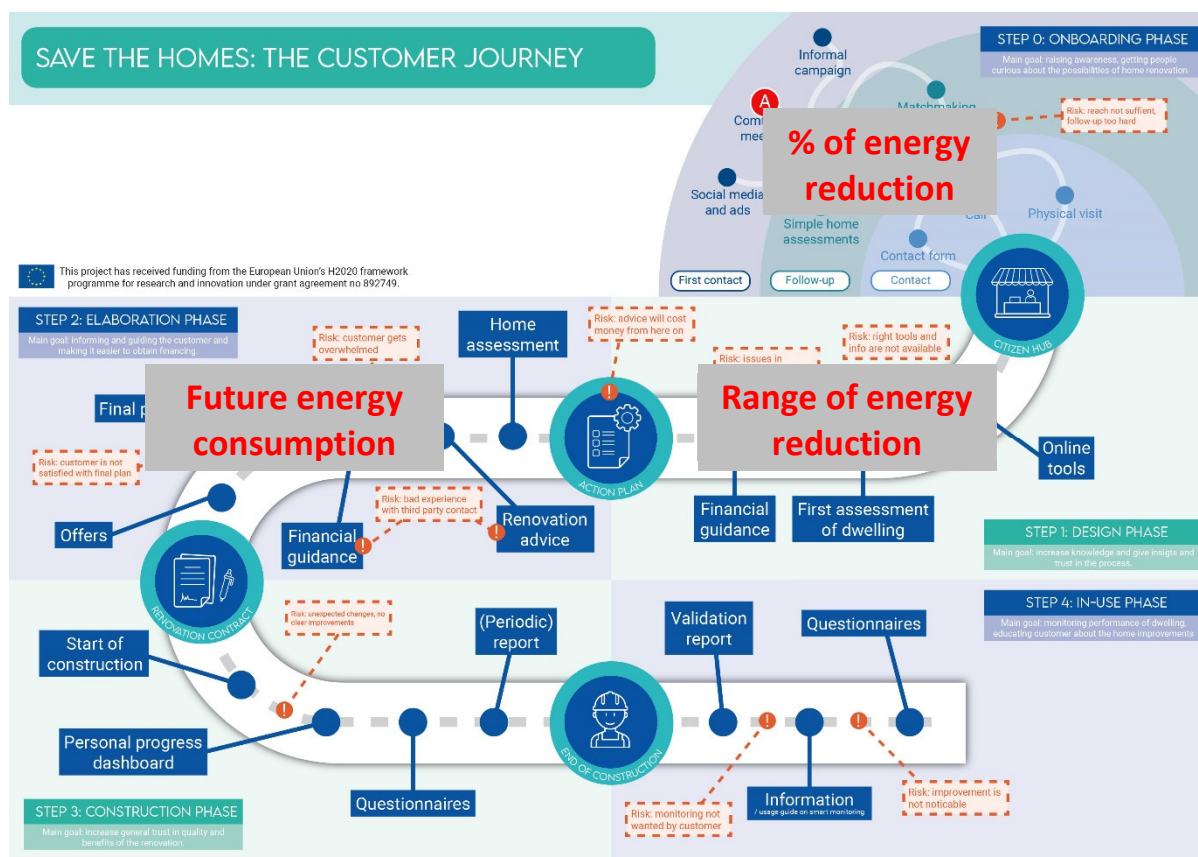 SAVE THE HOMES: THE CUSTOMER JOURNEY
This project has received funding from the European Union's H2020 framework
programme for research and innovation under grant agreement no 892749.
STEP 0: ONBOARDING PHASE
Main goal: raising awareness, getting people
curious about the possibilities of home renovation
Informal
campaign
A
Matchmaking
Risk: reach not suffient,
follow-up too hard
% of energy
reduction
Social media
and ads
Simple home
assessments
Call
Physical visit
Contact form
First contact
Follow-up
Contact
CITIZEN HUB
STEP 2: ELABORATION PHASE
Main goal: informing and guiding the customer and
making it easier to obtain financing.
Risk: customer gets
overwhelmed
Home
assessment
Risk: advice will cost
money from here on
Risk: issues in
Risk: right tools and
info are not available
Final
Future energy
consumption
Range of energy
reduction
Risk: customer is not
satisfied with final plan
ACTION PLAN
Online
tools
Offers
Financial
guidance
Risk: bad experience
with third party contact
Renovation
advice
Financial
guidance
First assessment
of dwelling
STEP 1: DESIGN PHASE
Main goal: increase knowledge and give insigts and
trust in the process.
RENOVATION CONTRACT
Risk: unexpected changes, no
clear improvements
STEP 4: IN-USE PHASE
Main goal: monitoring performance of dwelling,
educating customer about the home improvements
Start of
construction
(Periodic)
report
Validation
report
Questionnaires
Personal progress
dashboard
Questionnaires
END OF CONSTRUCTION
Information
/ usage guide on smart monitoring
Risk: monitoring not
wanted by customer
Risk: improvement is
not noticable
STEP 3: CONSTRUCTION PHASE
Main goal: increase general trust in quality and
benefits of the renovation.